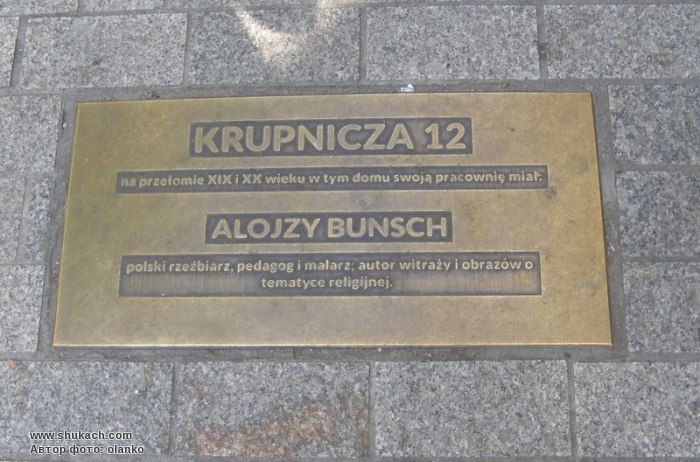 KRUPNICZA 12
na przełomie XIX i XX wieku w tym domu swoją pracownię miał:
ALOJZY BUNSCH
polski rzeźbiarz, pedagog i malarz; autor witraży i obrazów o
tematyce religijnej.
www.shukach.com
Автор фото: olanko